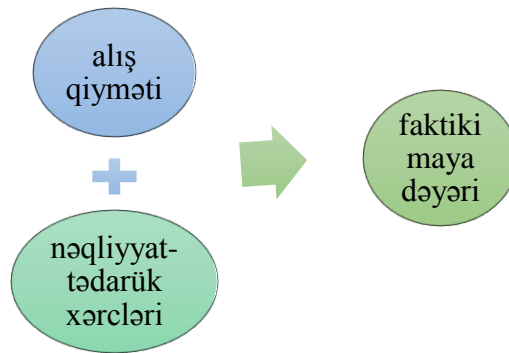 alış
qiyməti
+
nəqliyyat-
tədarük
xərcləri
faktiki
maya
dəyəri